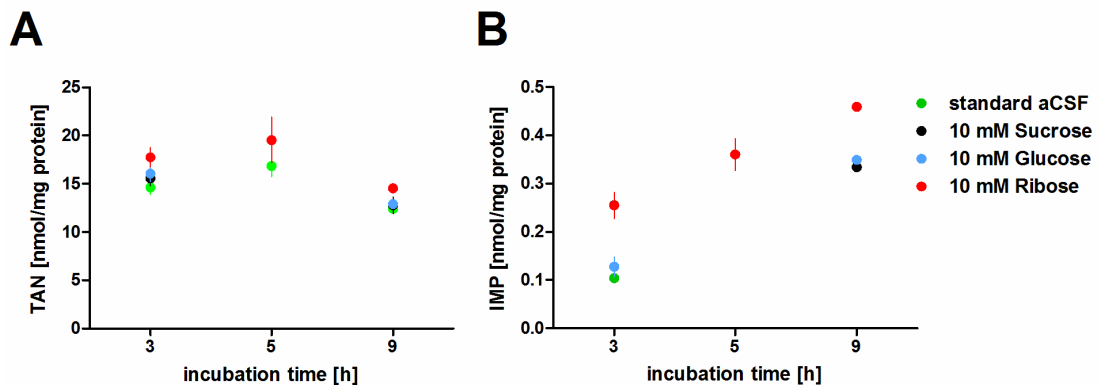 A
B
TAN [nmol/mg protein]
25
20
15
10
5
0
3
5
9
incubation time [h]
IMP [nmol/mg protein]
0.5
0.4
0.3
0.2
0.1
0.0
3
5
9
incubation time [h]
standard aCSF
10 mM Sucrose
10 mM Glucose
10 mM Ribose